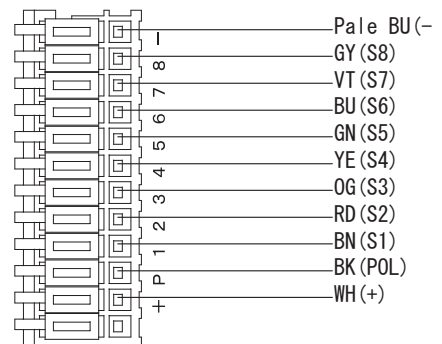 Pale BU(-
GY(S8)
VT(S7)
BU(S6)
GN(S5)
YE(S4)
OG(S3)
RD(S2)
BN(S1)
BK(POL)
WH(+)
−
8
7
6
5
4
3
2
1
P
+